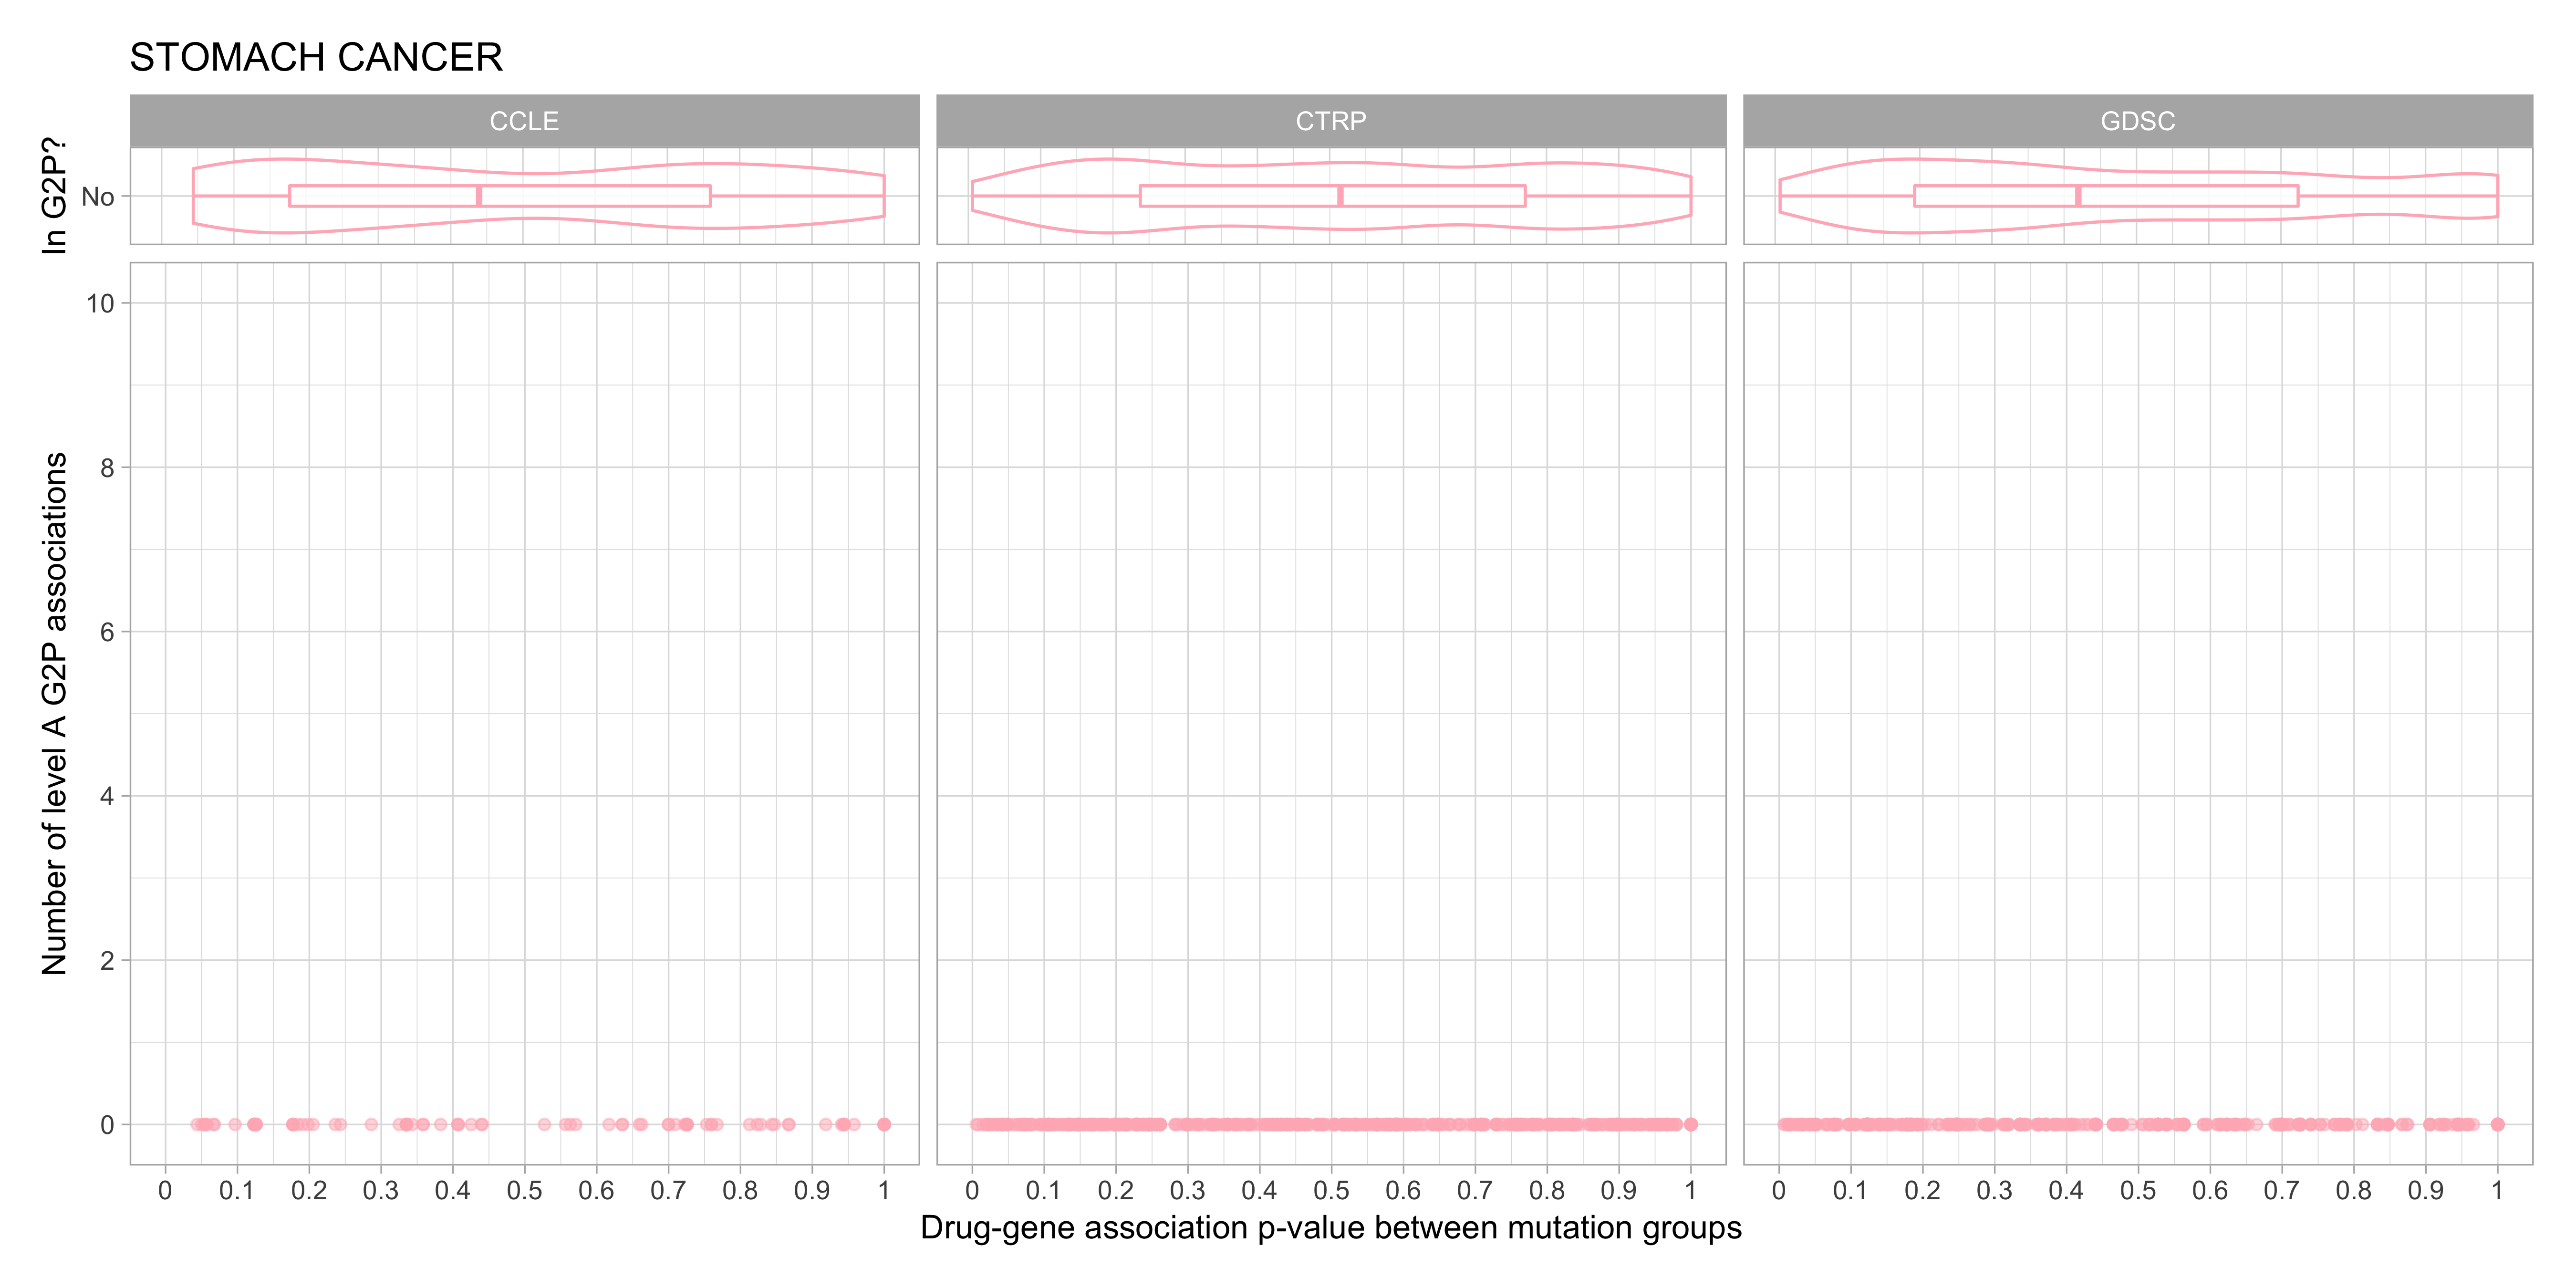 STOMACH CANCER
CCLE CTRP GDSC
In G2P?
No
Number of level A G2P associations
10
8
6
4
2
0
0 0.1 0.2 0.3 0.4 0.5 0.6 0.7 0.8 0.9 1 0 0.1 0.2 0.3 0.4 0.5 0.6 0.7 0.8 0.9 1 0 0.1 0.2 0.3 0.4 0.5 0.6 0.7 0.8 0.9 1
Drug-gene association p-value between mutation groups